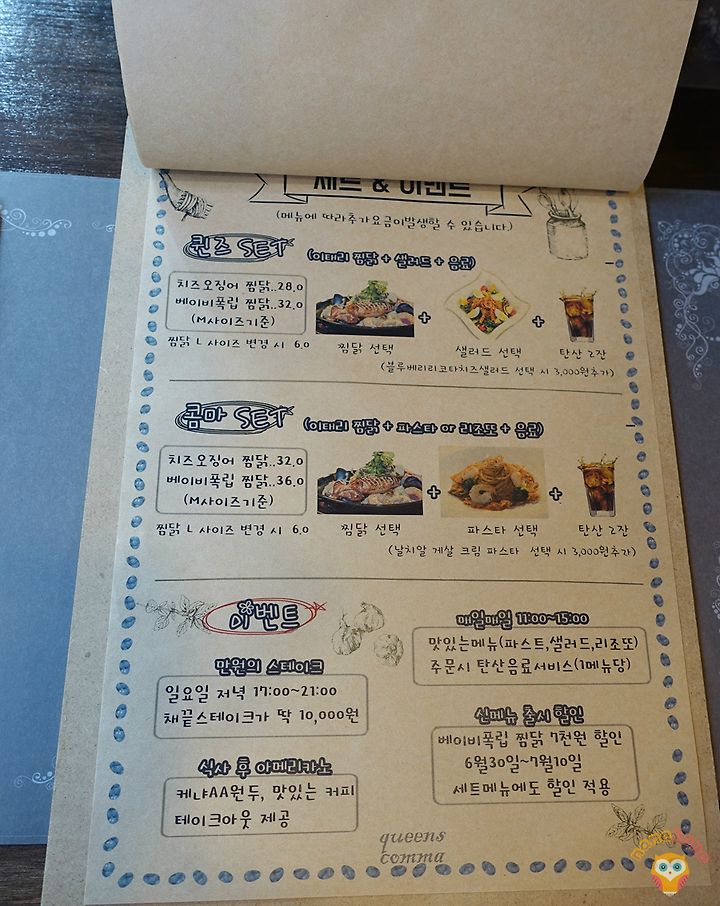 세트 & 이벤트
(메뉴에 따라추가요금이발생할 수 있습니다.)
퀸즈 SET (이태리 찜닭 + 샐러드 + 음료)
치즈오징어 찜닭..28.0
베이비폭립 찜닭..32.0
(M사이즈기준)
찜닭 L 사이즈 변경 시 6.0
찜닭 선택 + 샐러드 선택 + 탄산 2잔
(블루베리리코타치즈샐러드 선택 시 3,000원추가)
콤마 SET (이태리 찜닭 + 파스타 or 리조또 + 음료)
치즈오징어 찜닭..32.0
베이비폭립 찜닭..36.0
(M사이즈기준)
찜닭 L 사이즈 변경 시 6.0
찜닭 선택 + 파스타 선택 + 탄산 2잔
(날치알 게살 크림 파스타 선택 시 3,000원추가)
이벤트
만원의 스테이크
일요일 저녁 17:00~21:00
채끝스테이크가 딱 10,000원
식사 후 아메리카노
케냐AA원두, 맛있는 커피
테이크아웃 제공
매일매일 11:00~15:00
맛있는메뉴(파스트,샐러드,리조또)
주문시 탄산음료서비스(1메뉴당)
신메뉴 출시 할인
베이비폭립 찜닭 7천원 할인
6월30일~7월10일
세트메뉴에도 할인 적용
queens
comma